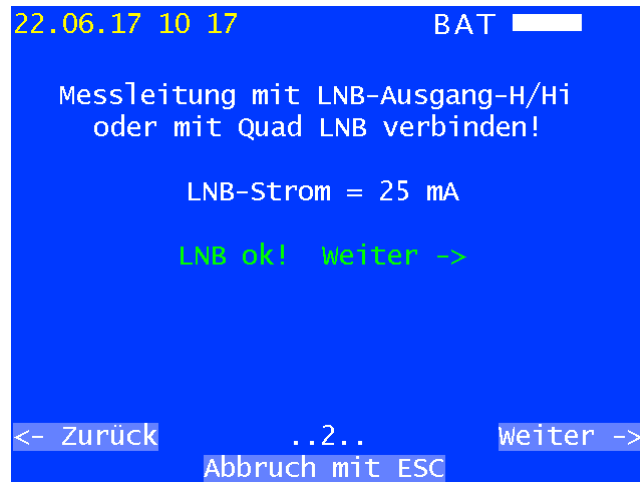 22.06.17 10 17 BAT
Messleitung mit LNB-Ausgang-H/Hi
oder mit Quad LNB verbinden!
LNB-Strom = 25 mA
LNB ok! Weiter ->
<- Zurück ..2.. Weiter ->
Abbruch mit ESC